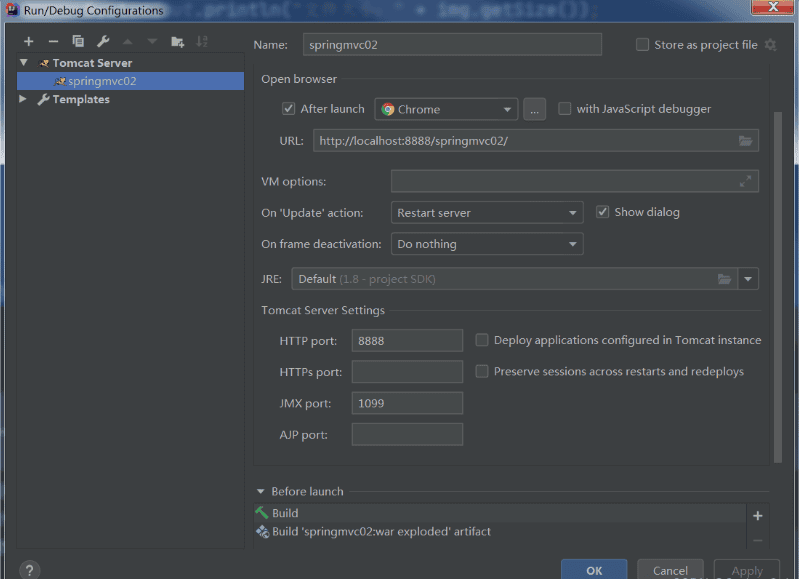 Run/Debug Configurations
out.println(" " + img.getSize());
Name: springmvc02 Store as project file
Tomcat Server
springmvc02
Templates
Open browser
After launch Chrome ... with JavaScript debugger
URL: http://localhost:8888/springmvc02/
VM options:
On 'Update' action: Restart server Show dialog
On frame deactivation: Do nothing
JRE: Default (1.8 - project SDK)
Tomcat Server Settings
HTTP port: 8888 Deploy applications configured in Tomcat instance
HTTPs port: Preserve sessions across restarts and redeploys
JMX port: 1099
AJP port:
Before launch
Build
Build 'springmvc02:war exploded' artifact
? OK Cancel Apply